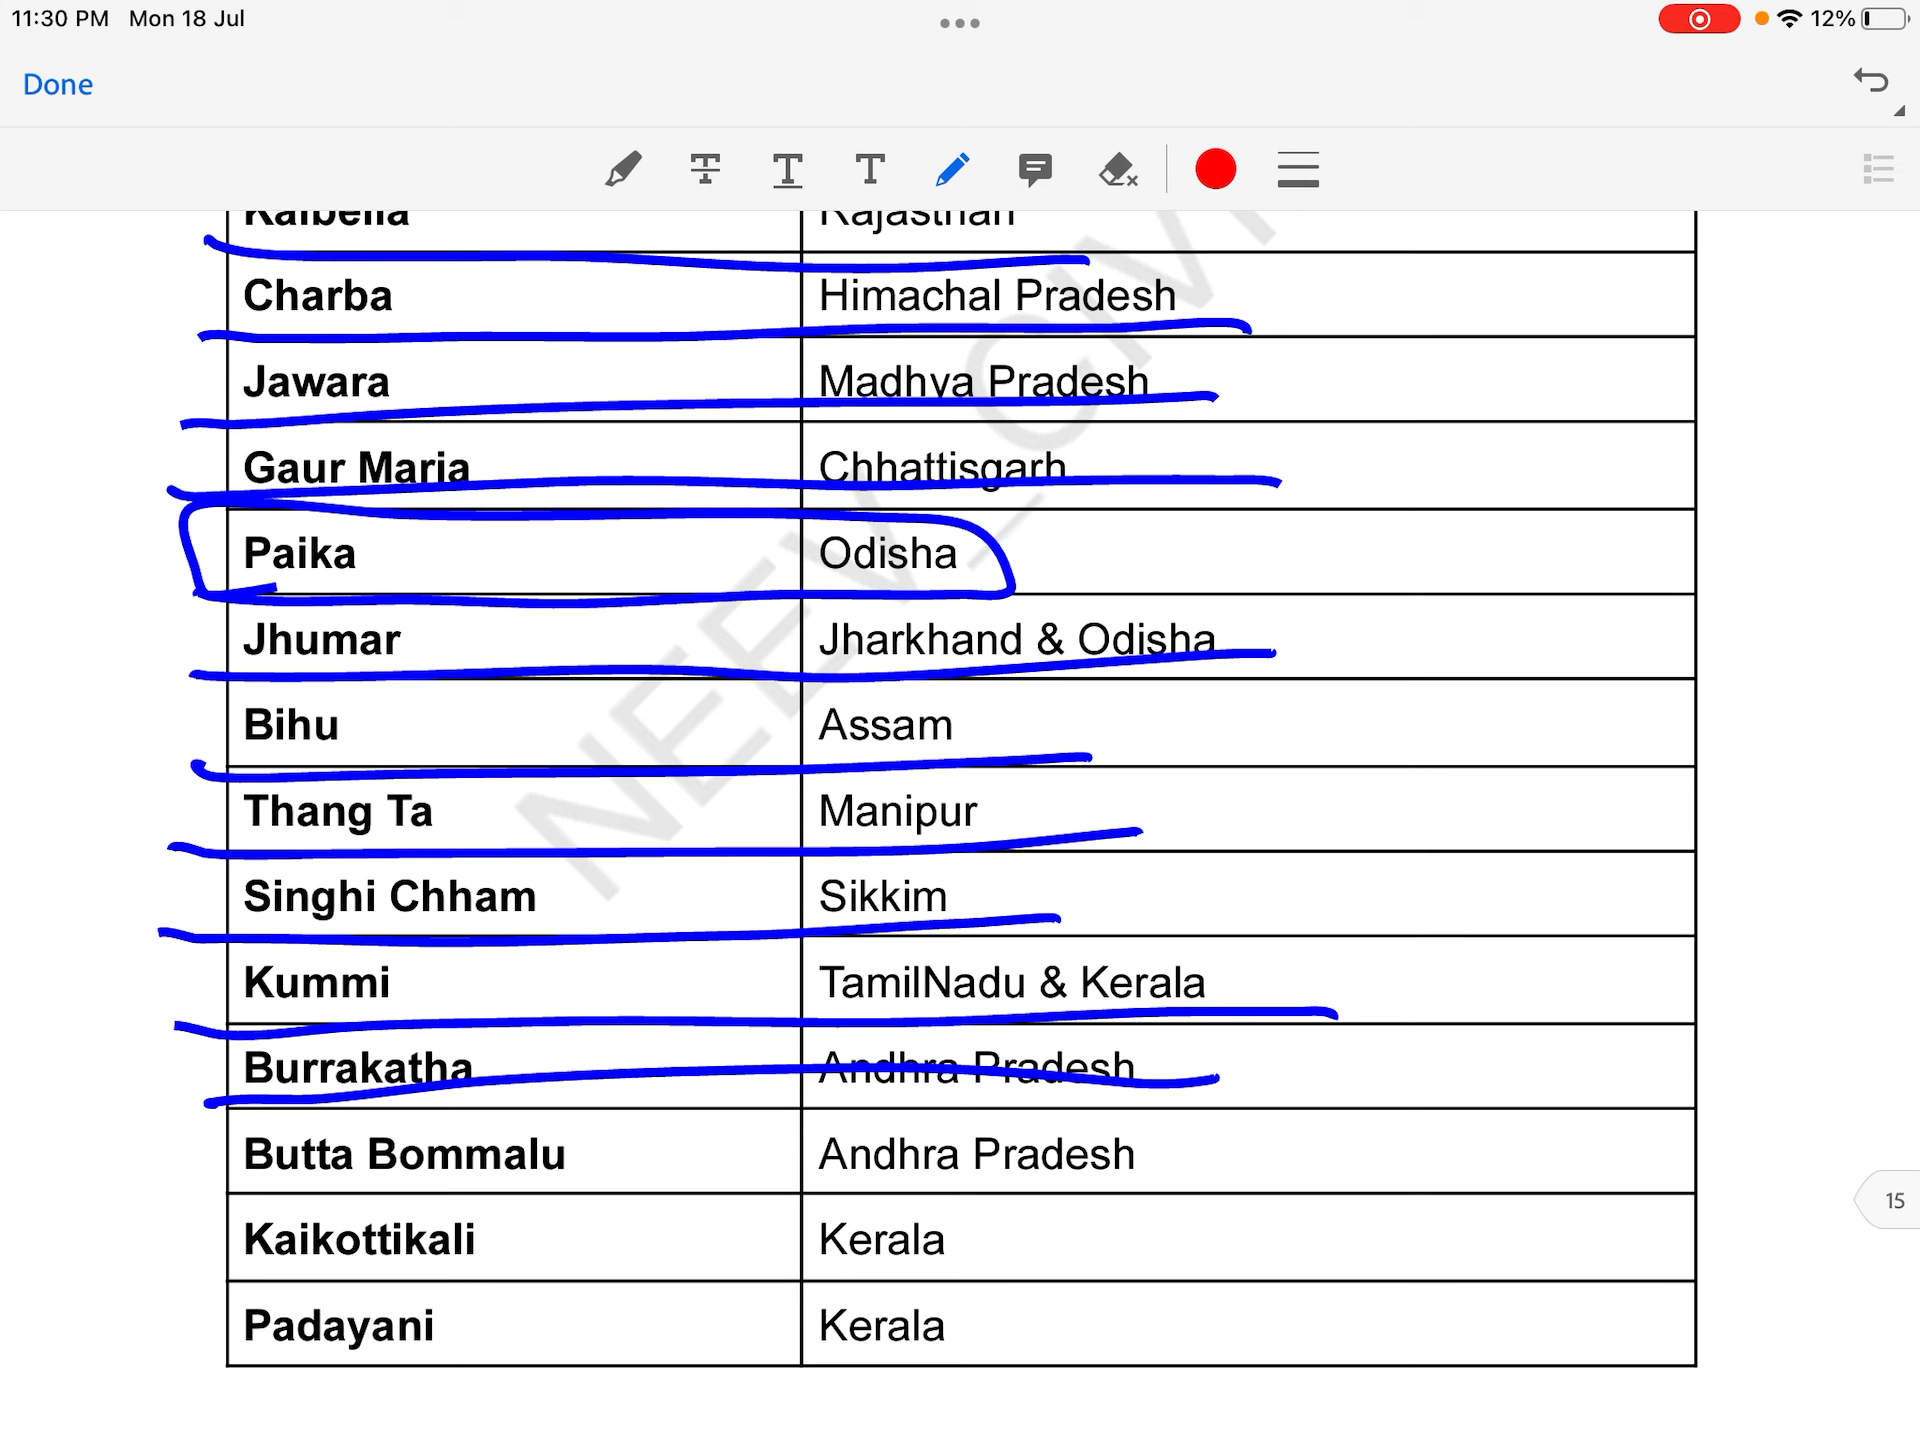 11:30 PM Mon 18 Jul 12%
Done
Kalbelia Rajasthan
Charba Himachal Pradesh
Jawara Madhya Pradesh
Gaur Maria Chhattisgarh
Paika Odisha
Jhumar Jharkhand & Odisha
Bihu Assam
Thang Ta Manipur
Singhi Chham Sikkim
Kummi TamilNadu & Kerala
Burrakatha Andhra Pradesh
Butta Bommalu Andhra Pradesh
15
Kaikottikali Kerala
Padayani Kerala